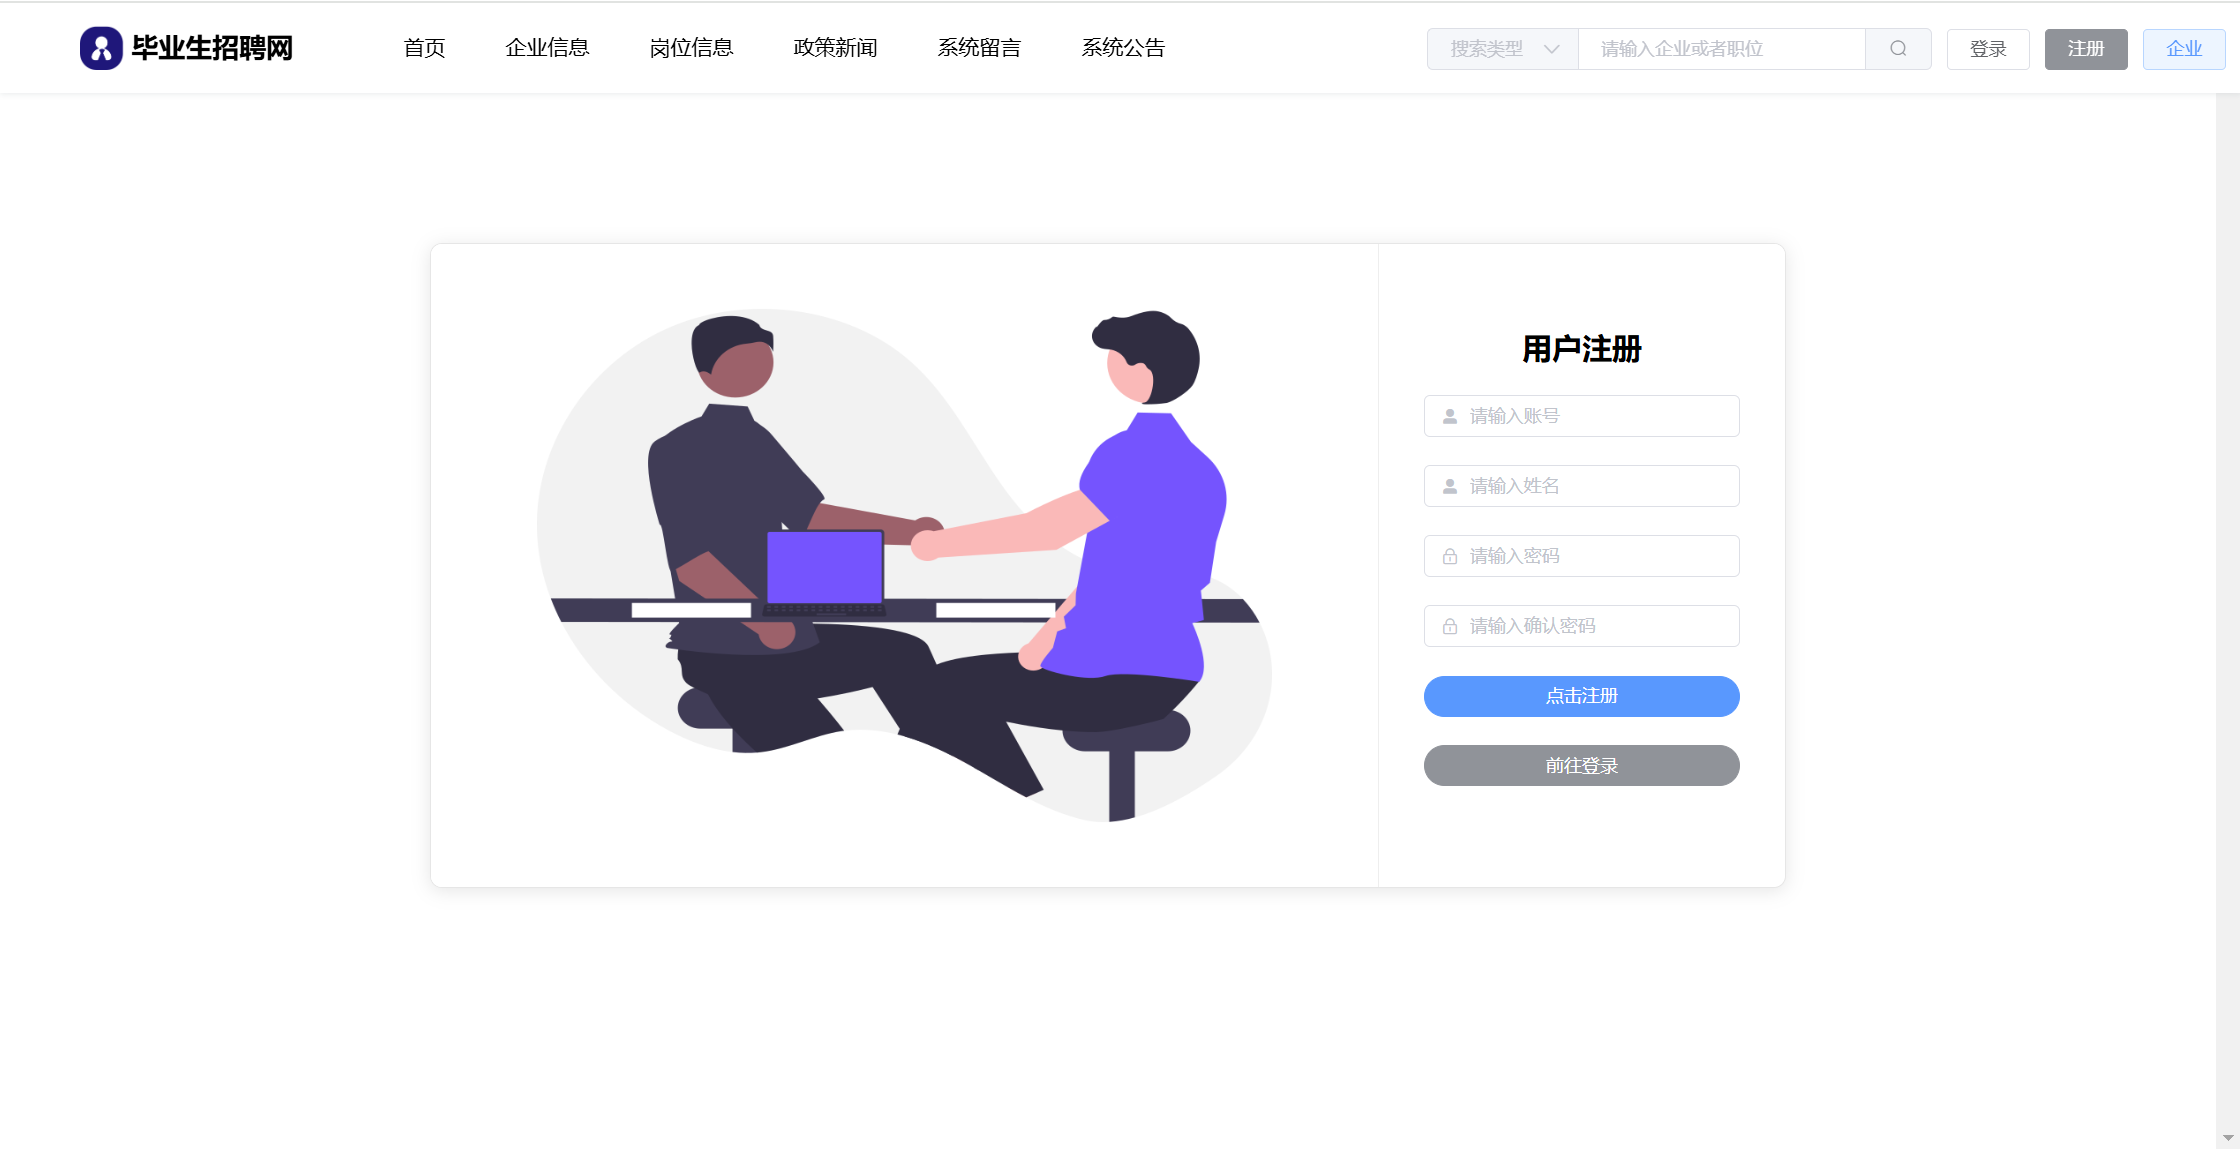 毕业生招聘网
首页 企业信息 岗位信息 政策新闻 系统留言 系统公告
搜索类型 请输入企业或者职位 登录 注册 企业
用户注册
请输入账号
请输入姓名
请输入密码
请输入确认密码
点击注册
前往登录